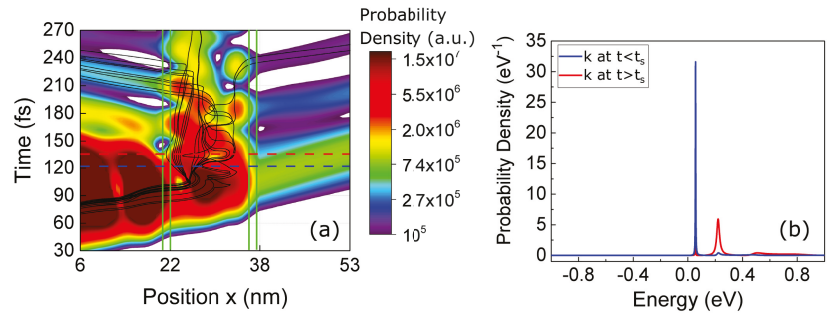 Probability
Density (a.u.)
270
240
210
180
150
120
90
60
30
Time (fs)
6
22
38
53
Position x (nm)
(a)
1.5x10⁷
5.5x10⁶
2.0x10⁶
7.4x10⁵
2.7x10⁵
10⁵
35
30
25
20
15
10
5
0
Probability Density (eV⁻¹)
k at t<tₛ
k at t>tₛ
(b)
-0.8
-0.4
0.0
0.4
0.8
Energy (eV)